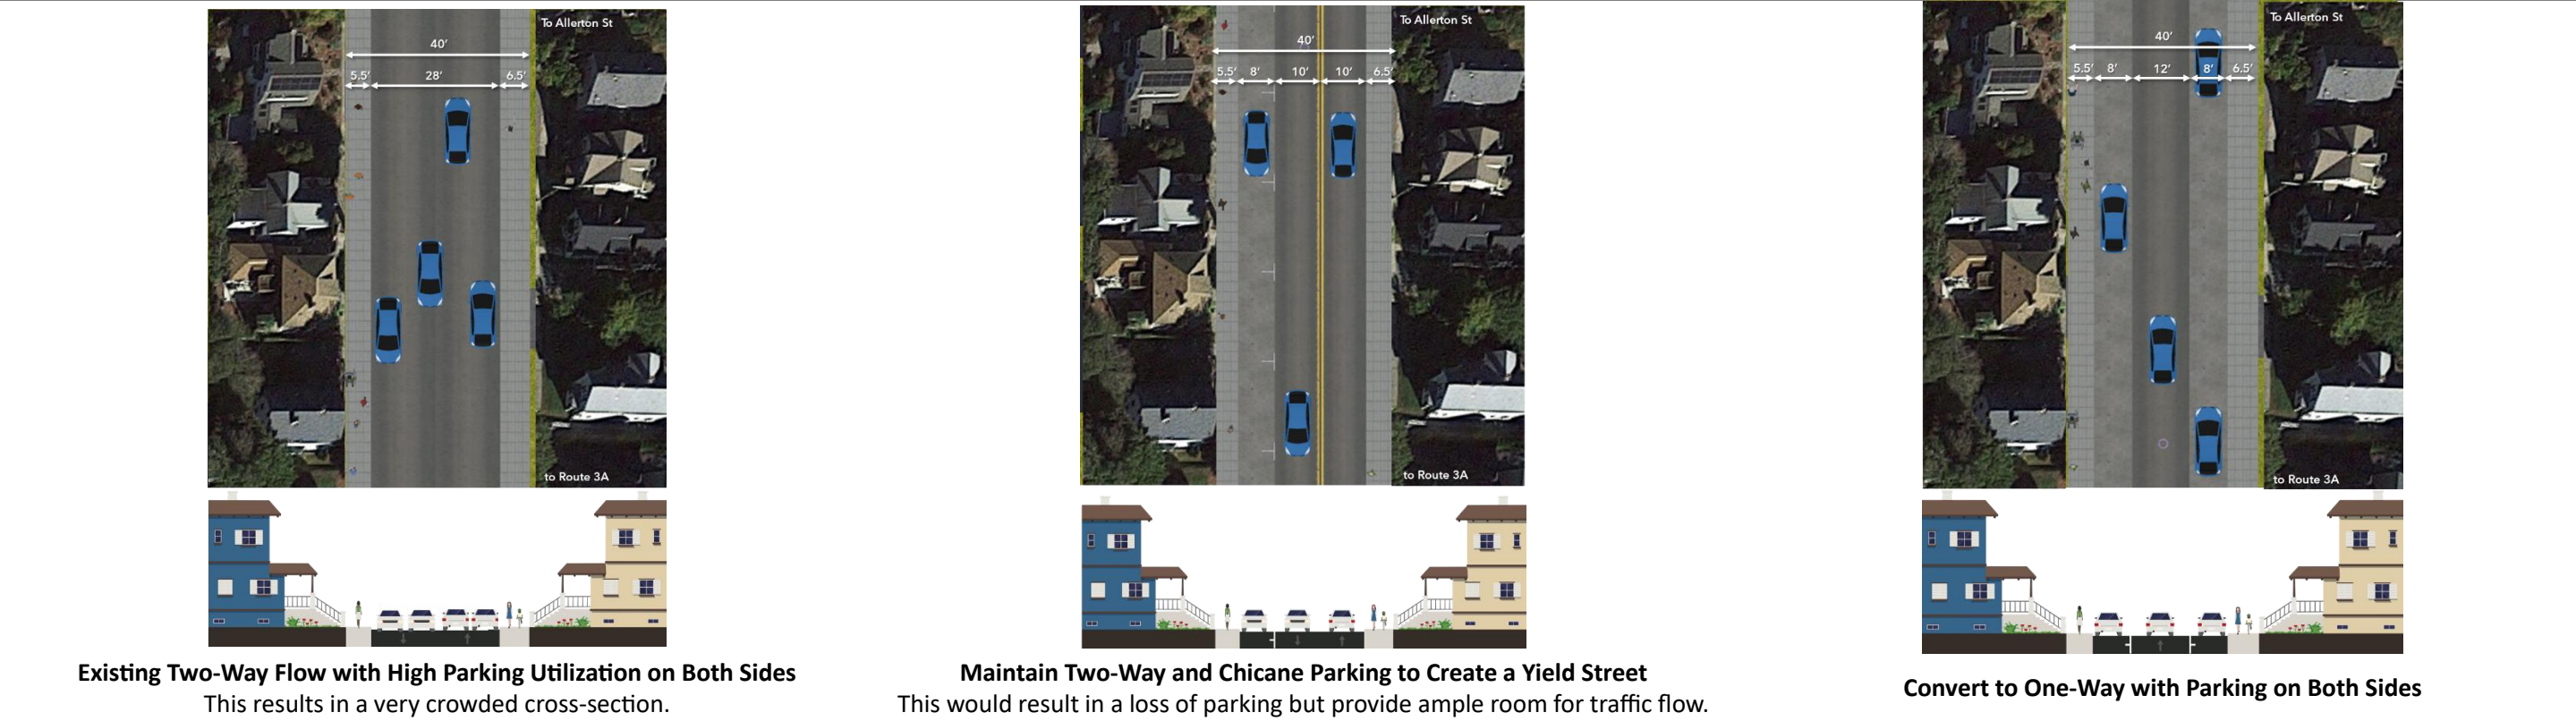 To Allerton St
40'
5.5' 28' 6.5'
to Route 3A
Existing Two-Way Flow with High Parking Utilization on Both Sides
This results in a very crowded cross-section.
To Allerton St
40'
5.5' 8' 10' 10' 6.5'
to Route 3A
Maintain Two-Way and Chicane Parking to Create a Yield Street
This would result in a loss of parking but provide ample room for traffic flow.
To Allerton St
40'
5.5' 8' 12' 8' 6.5'
to Route 3A
Convert to One-Way with Parking on Both Sides